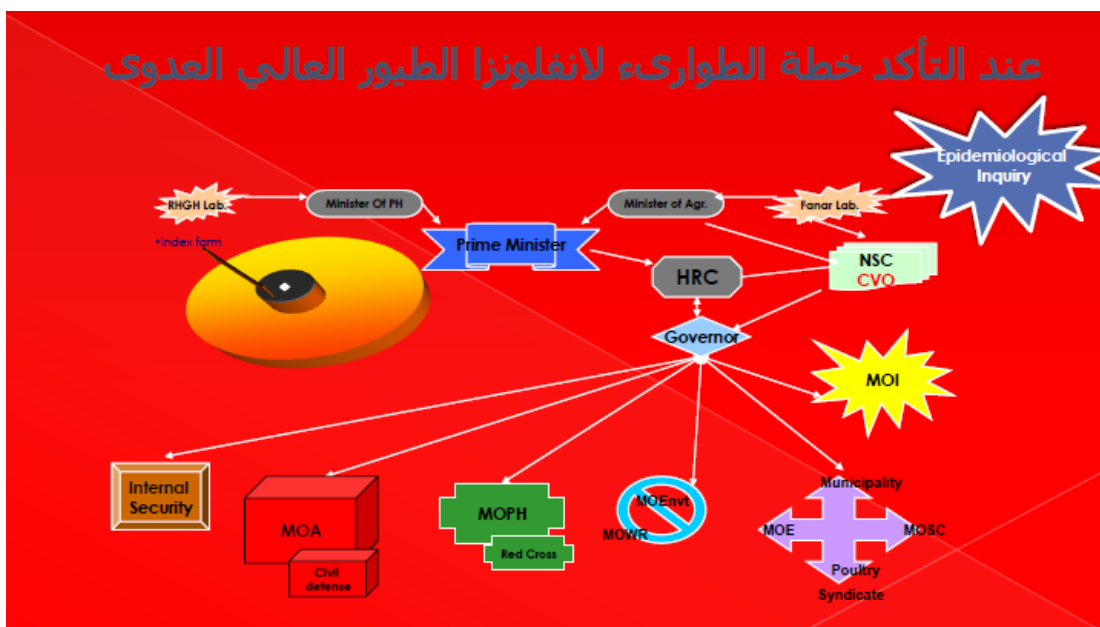 عند التأكد خطة الطوارىء لانفلونزا الطيور العالي العدوى
Epidemiological
Inquiry
RHGH Lab.
Minister Of PH
Minister of Agr.
Fanar Lab.
•Index farm
Prime Minister
NSC
CVO
HRC
Governor
MOI
Internal
Security
MOA
Civil
defense
MOPH
Red Cross
MOEnvt
MOWR
Municipality
MOE
MOSC
Poultry
Syndicate